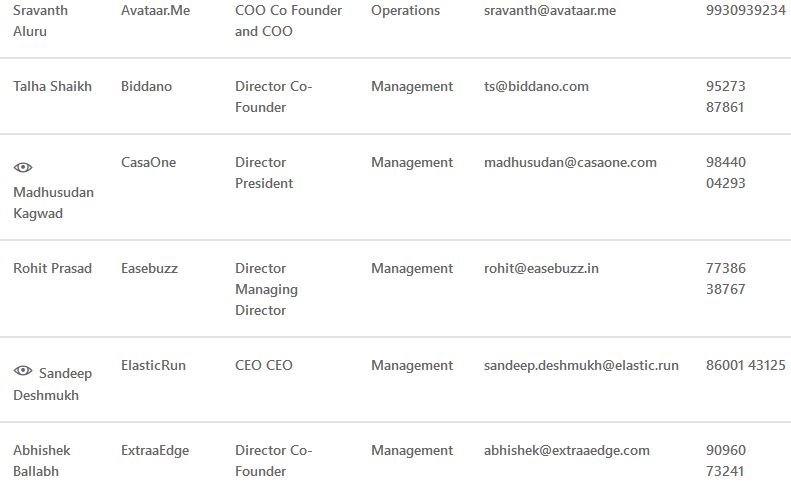 Sravanth Avataar.Me COO Co Founder Operations sravanth@avataar.me 9930939234
Aluru and COO
Talha Shaikh Biddano Director Co- Management ts@biddano.com 95273
Founder 87861
CasaOne Director Management madhusudan@casaone.com 98440
Madhusudan President 04293
Kagwad
Rohit Prasad Easebuzz Director Management rohit@easebuzz.in 77386
Managing 38767
Director
Sandeep ElasticRun CEO CEO Management sandeep.deshmukh@elastic.run 86001 43125
Deshmukh
Abhishek ExtraaEdge Director Co- Management abhishek@extraaedge.com 90960
Ballabh Founder 73241